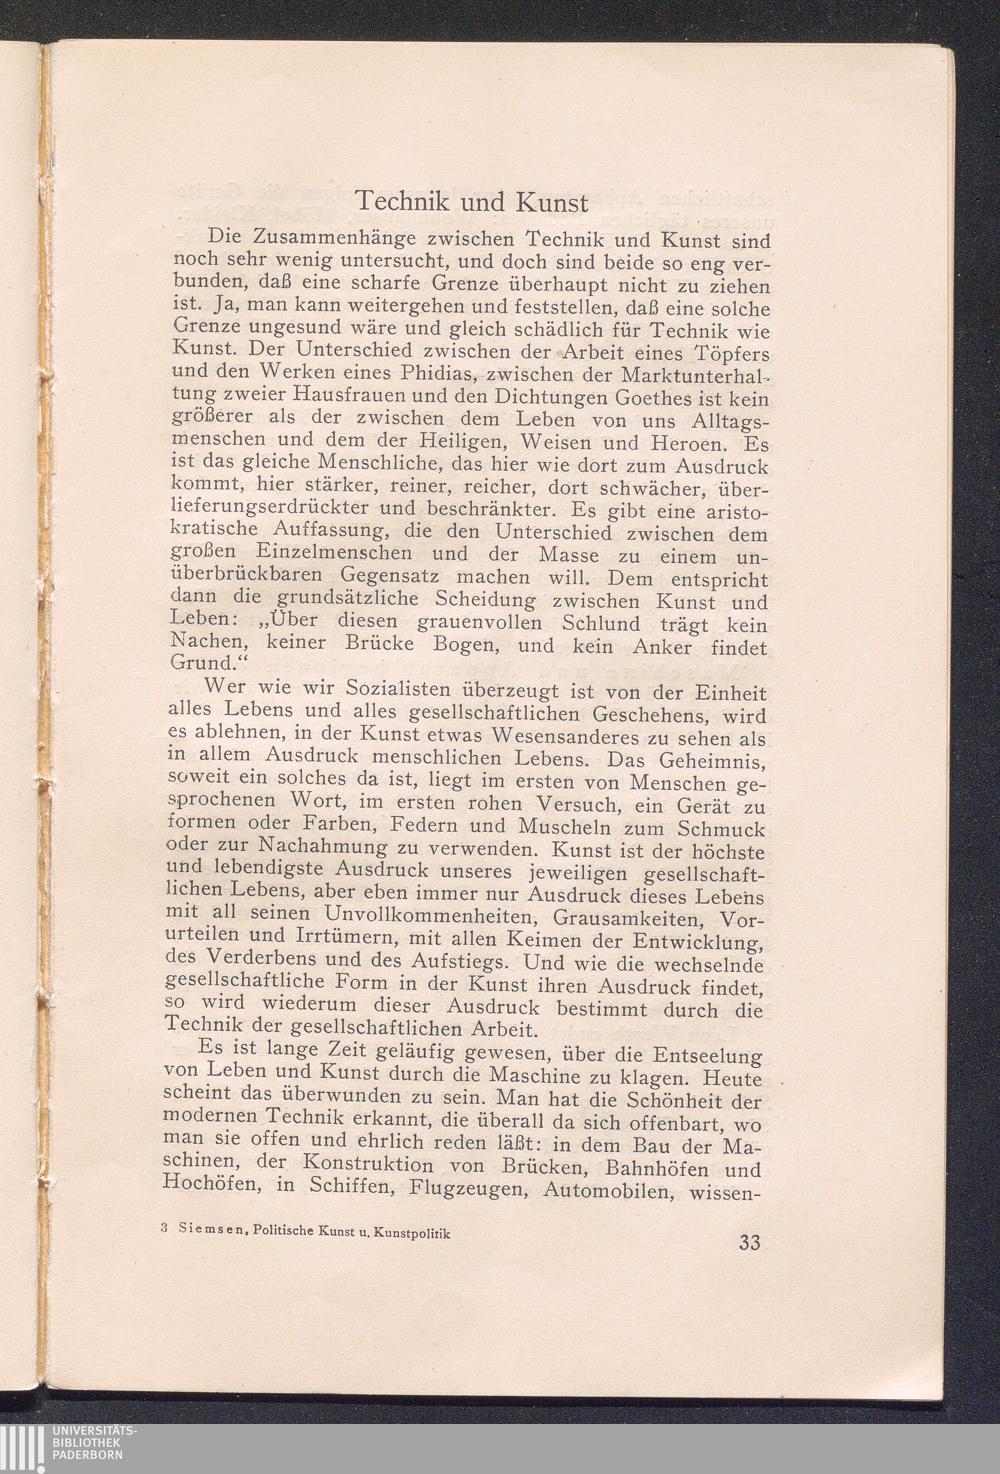 Technik und Kunst
Die Zusammenhänge zwischen Technik und Kunst sind
noch sehr wenig untersucht, und doch sind beide so eng ver-
bunden, daß eine scharfe Grenze überhaupt nicht zu ziehen
ist. Ja, man kann weitergehen und feststellen, daß eine solche
Grenze ungesund wäre und gleich schädlich für Technik wie
Kunst. Der Unterschied zwischen der Arbeit eines Töpfers
und den Werken eines Phidias, zwischen der Marktunterhal-
tung zweier Hausfrauen und den Dichtungen Goethes ist kein
größerer als der zwischen dem Leben von uns Alltags-
menschen und dem der Heiligen, Weisen und Heroen. Es
ist das gleiche Menschliche, das hier wie dort zum Ausdruck
kommt, hier stärker, reiner, reicher, dort schwächer, über-
lieferungserdrückter und beschränkter. Es gibt eine aristo-
kratische Auffassung, die den Unterschied zwischen dem
großen Einzelmenschen und der Masse zu einem un-
überbrückbaren Gegensatz machen will. Dem entspricht
dann die grundsätzliche Scheidung zwischen Kunst und
Leben: „Über diesen grauenvollen Schlund trägt kein
Nachen, keiner Brücke Bogen, und kein Anker findet
Grund.“
Wer wie wir Sozialisten überzeugt ist von der Einheit
alles Lebens und alles gesellschaftlichen Geschehens, wird
es ablehnen, in der Kunst etwas Wesensanderes zu sehen als
in allem Ausdruck menschlichen Lebens. Das Geheimnis,
soweit ein solches da ist, liegt im ersten von Menschen ge-
sprochenen Wort, im ersten rohen Versuch, ein Gerät zu
formen oder Farben, Federn und Muscheln zum Schmuck
oder zur Nachahmung zu verwenden. Kunst ist der höchste
und lebendigste Ausdruck unseres jeweiligen gesellschaft-
lichen Lebens, aber eben immer nur Ausdruck dieses Lebens
mit all seinen Unvollkommenheiten, Grausamkeiten, Vor-
urteilen und Irrtümern, mit allen Keimen der Entwicklung,
des Verderbens und des Aufstiegs. Und wie die wechselnde
gesellschaftliche Form in der Kunst ihren Ausdruck findet,
so wird wiederum dieser Ausdruck bestimmt durch die
Technik der gesellschaftlichen Arbeit.
Es ist lange Zeit geläufig gewesen, über die Entseelung
von Leben und Kunst durch die Maschine zu klagen. Heute
scheint das überwunden zu sein. Man hat die Schönheit der
modernen Technik erkannt, die überall da sich offenbart, wo
man sie offen und ehrlich reden läßt: in dem Bau der Ma-
schinen, der Konstruktion von Brücken, Bahnhöfen und
Hochöfen, in Schiffen, Flugzeugen, Automobilen, wissen-
3 Siemsen, Politische Kunst u. Kunstpolitik
33
UNIVERSITÄTS-
BIBLIOTHEK
PADERBORN